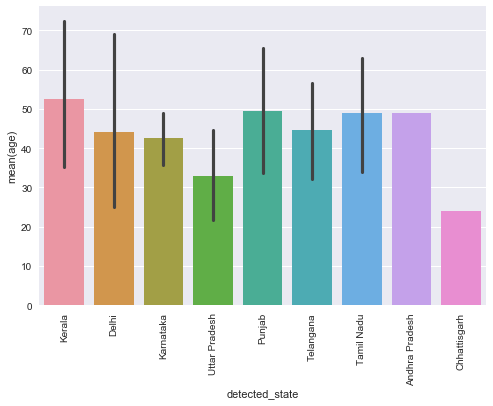 70
60
50
40
30
20
10
0
mean(age)
Kerala
Delhi
Karnataka
Uttar Pradesh
Punjab
Telangana
Tamil Nadu
Andhra Pradesh
Chhattisgarh
detected_state